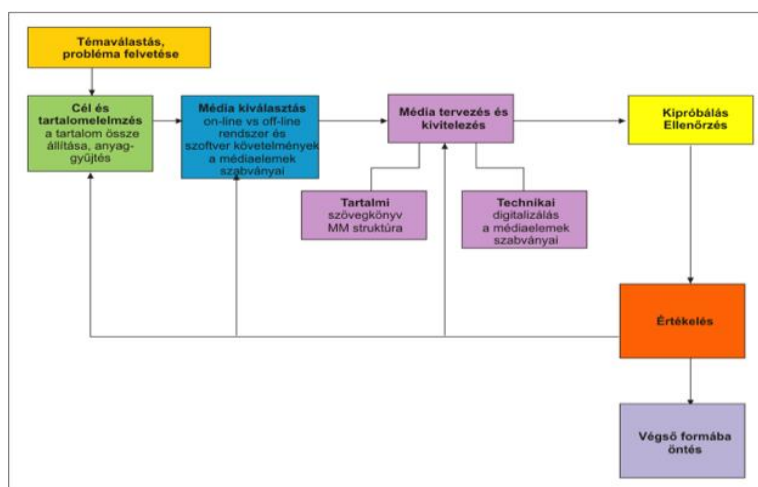 Témaválastás,
probléma felvetése
Cél és
tartalomelelmzés
a tartalom össze
állítása, anyag-
gyűjtés
Média kiválasztás
on-line vs off-line
rendszer és
szoftver követelmények
a médiaelemek
szabványai
Média tervezés és
kivitelezés
Kipróbálás
Ellenőrzés
Tartalmi
szövegkönyv
MM struktúra
Technikai
digitalizálás
a médiaelemek
szabványai
Értékelés
Végső formába
öntés